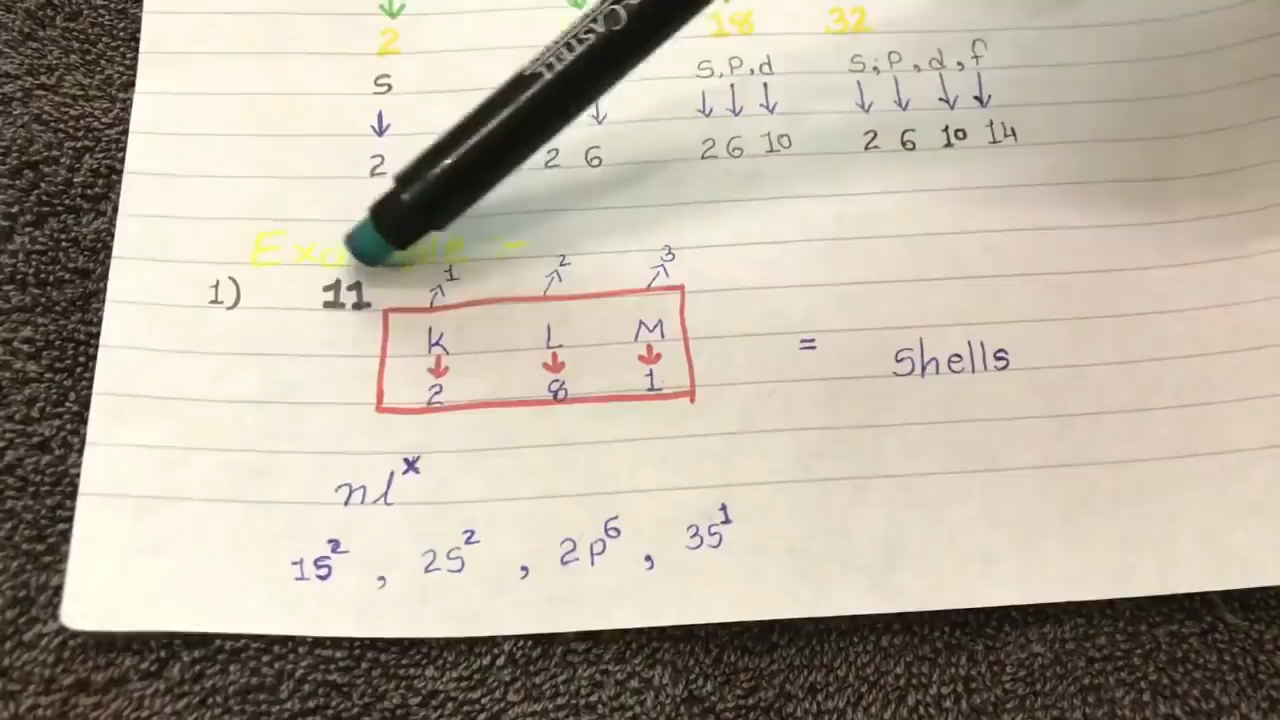 2 18 32
S S, P, d S, P, d, f
2 2 6 2 6 10 2 6 10 14
Example :-
1) 11 1 2 3
K L M = Shells
2 8 1
nl^x
1S², 2S², 2P⁶, 3S¹